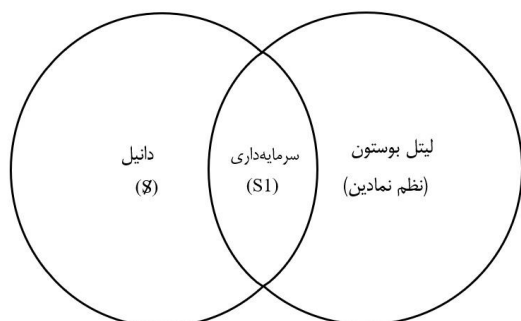 لیتل بوستون
(نظم نمادین)
سرمایه‌داری
(S1)
دانیل
($)